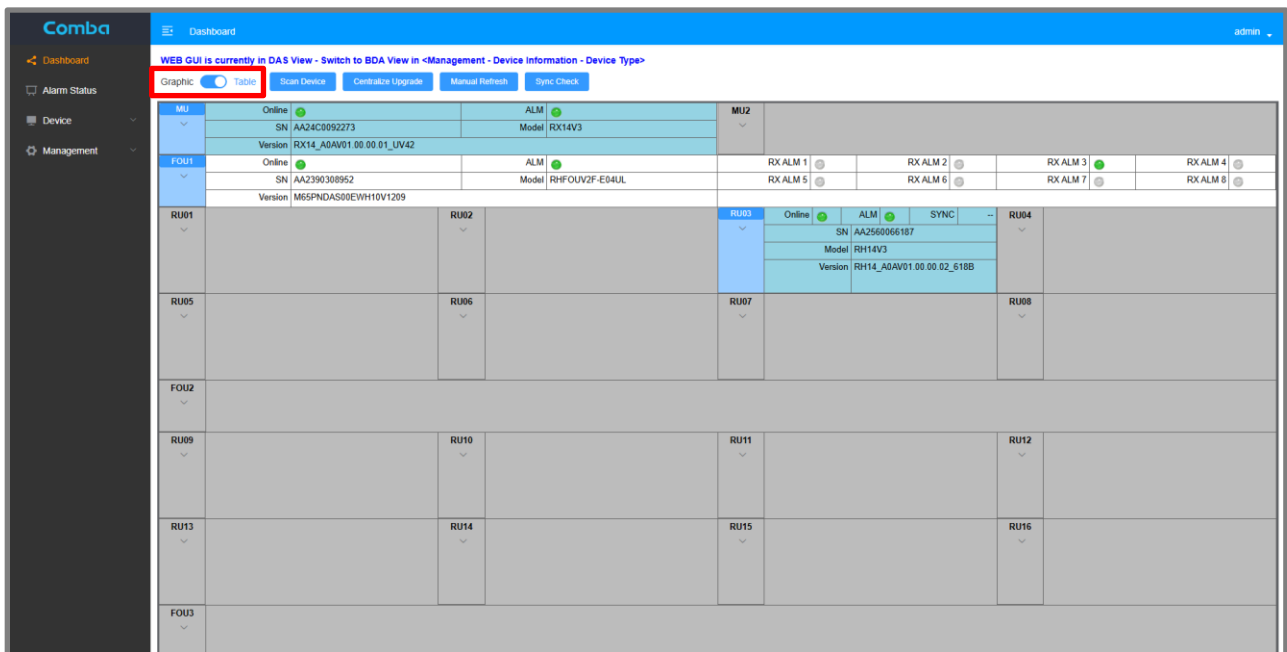 Comba
Dashboard
admin
Dashboard
Alarm Status
Device
Management
WEB GUI is currently in DAS View - Switch to BDA View in <Management - Device Information - Device Type>
Graphic Table Scan Device Centralize Upgrade Manual Refresh Sync Check
MU Online ALM MU2
SN AA24C0092273 Model RX14V3
Version RX14_A0AV01.00.00.01_UV42
FOU1 Online ALM RX ALM 1 RX ALM 2 RX ALM 3 RX ALM 4
SN AA2390308952 Model RHFOUV2F-E04UL RX ALM 5 RX ALM 6 RX ALM 7 RX ALM 8
Version M65PNDAS00EWH10V1209
RU01 RU02 RU03 Online ALM SYNC -- RU04
SN AA2560066187
Model RH14V3
Version RH14_A0AV01.00.00.02_618B
RU05 RU06 RU07 RU08
FOU2
RU09 RU10 RU11 RU12
RU13 RU14 RU15 RU16
FOU3